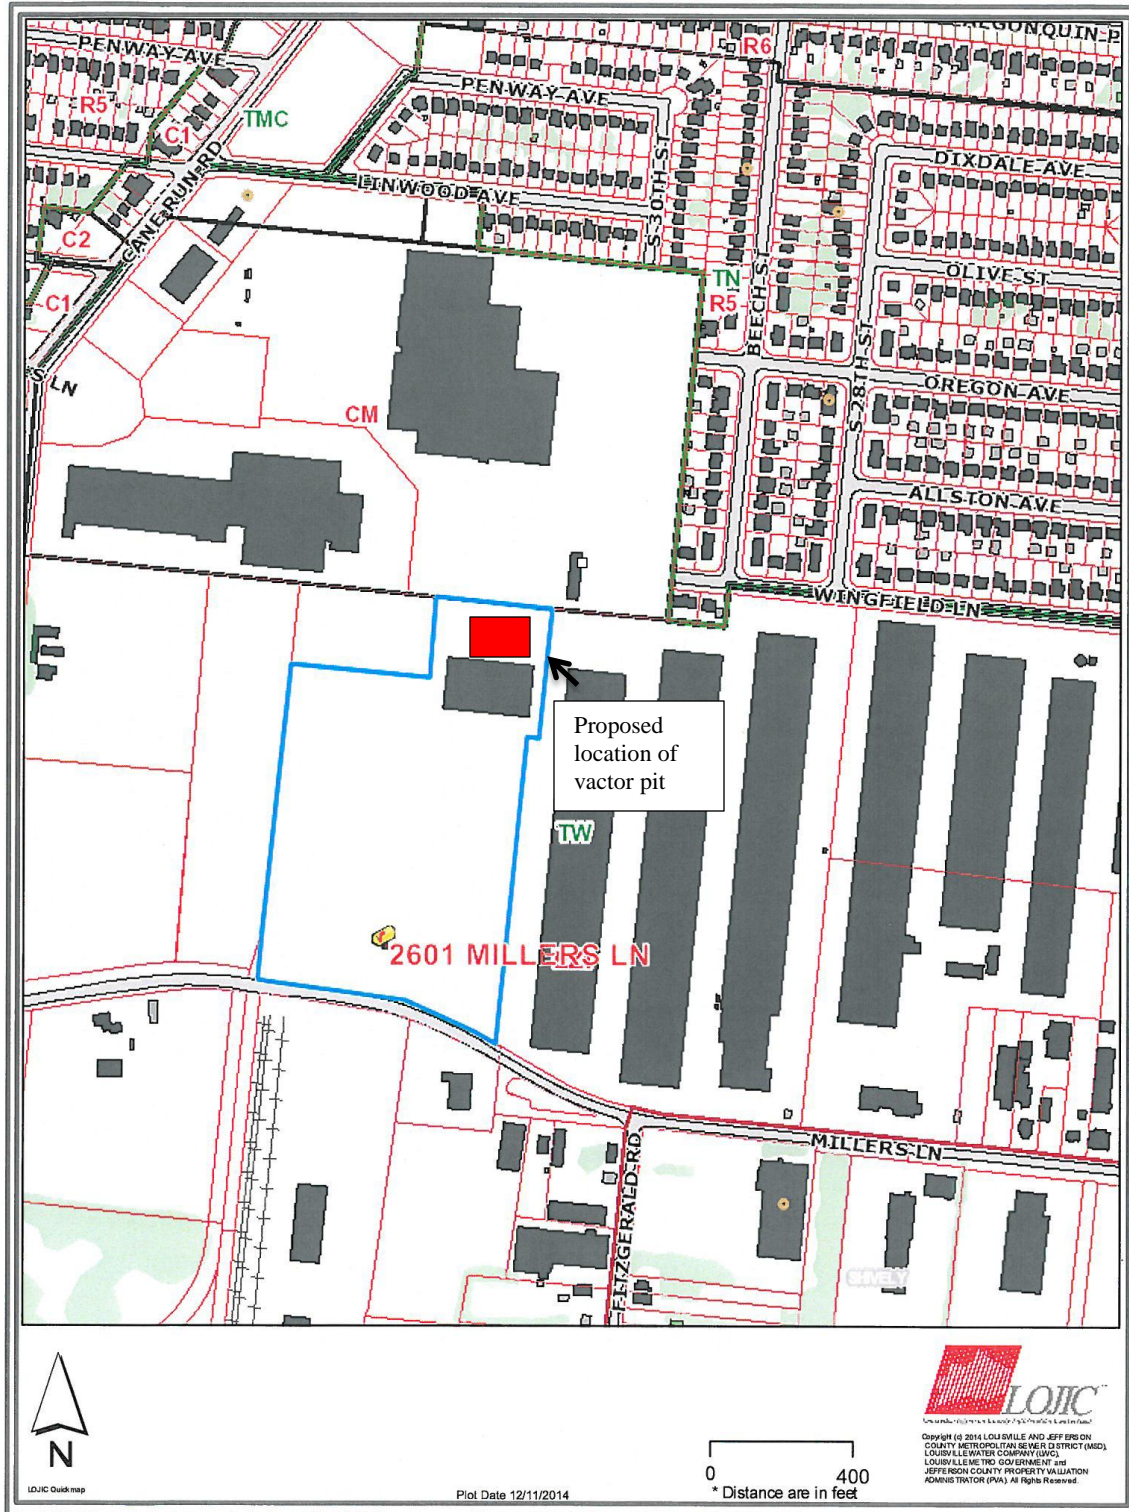 ALGONQUIN P
PENWAY AVE
R6
R5
C1
TMC
PENWAY AVE
DIXDALE AVE
LINWOOD AVE
S 30TH ST
CANE RUN RD
C2
C1
TN
R5
OLIVE ST
BEECH ST
S 28TH ST
OREGON AVE
S LN
CM
ALLSTON AVE
WINGFIELD LN
Proposed
location of
vactor pit
TW
2601 MILLERS LN
MILLERS LN
FITZGERALD RD
SHIVELY
N
LOJIC Quickmap
Plot Date 12/11/2014
0 400
* Distance are in feet
LOJIC
Copyright (c) 2014 LOUISVILLE AND JEFFERSON
COUNTY METROPOLITAN SEWER DISTRICT (MSD),
LOUISVILLE WATER COMPANY (LWC),
LOUISVILLE METRO GOVERNMENT and
JEFFERSON COUNTY PROPERTY VALUATION
ADMINISTRATOR (PVA). All Rights Reserved.